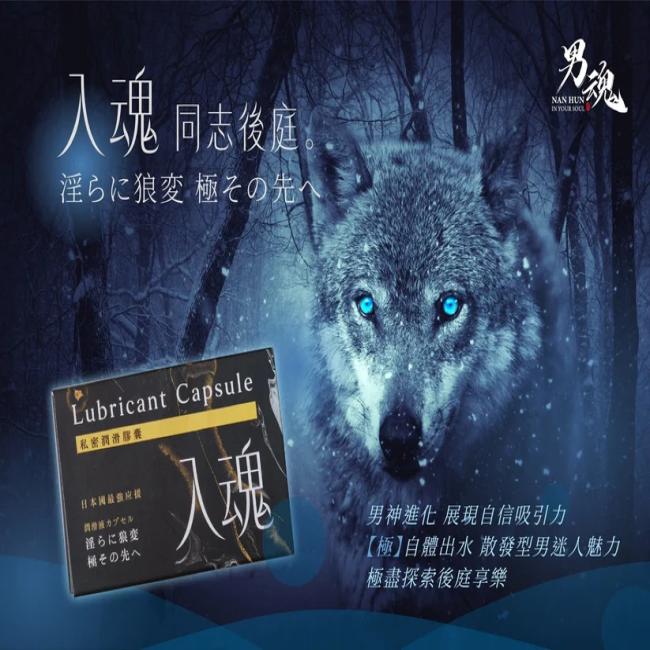 男魂
NAN HUN
IN YOUR SOUL
入魂 同志後庭。
淫らに狼变 極その先へ
Lubricant Capsule
私密潤滑膠囊
入魂
日本國最強应援
潤滑液カプセル
淫らに狼变
極その先へ
男神進化 展現自信吸引力
【極】自體出水 散發型男迷人魅力
極盡探索後庭享樂